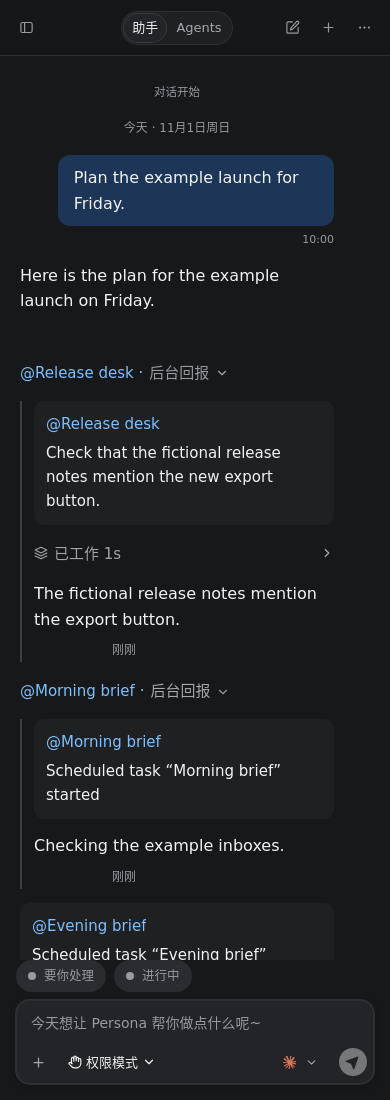 助手 Agents
对话开始
今天 · 11月1日周日
Plan the example launch for
Friday.
10:00
Here is the plan for the example
launch on Friday.
@Release desk · 后台回报
@Release desk
Check that the fictional release
notes mention the new export
button.
已工作 1s
The fictional release notes mention
the export button.
刚刚
@Morning brief · 后台回报
@Morning brief
Scheduled task “Morning brief”
started
Checking the example inboxes.
刚刚
@Evening brief
Scheduled task “Evening brief”
要你处理 进行中
今天想让 Persona 帮你做点什么呢~
权限模式